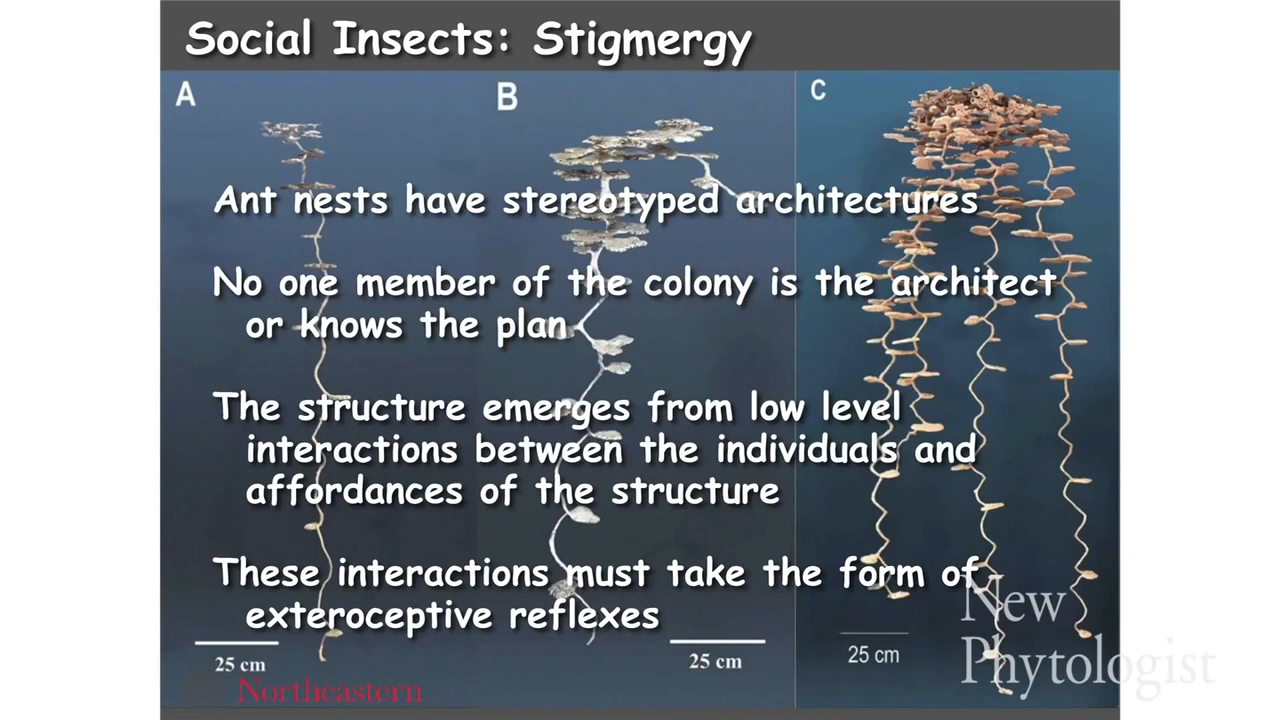 Social Insects: Stigmergy
A
B
C
Ant nests have stereotyped architectures
No one member of the colony is the architect
or knows the plan
The structure emerges from low level
interactions between the individuals and
affordances of the structure
These interactions must take the form of
exteroceptive reflexes
25 cm
25 cm
25 cm
Northeastern
New
Phytologist